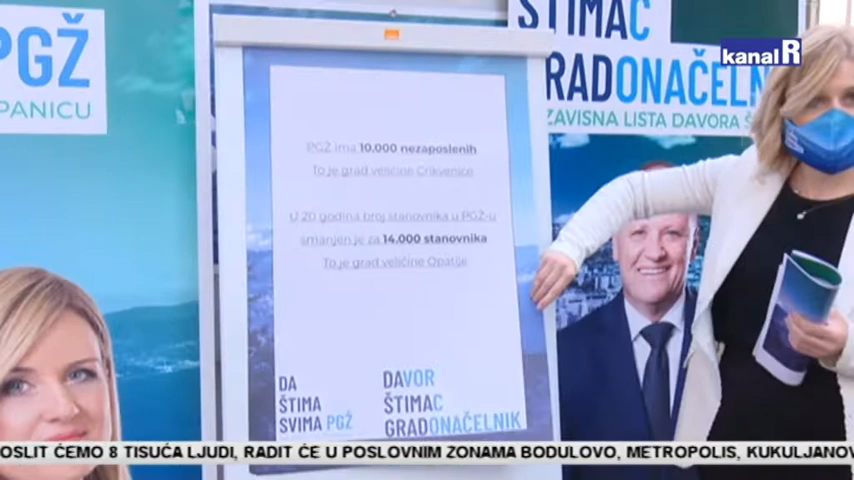 PGŽ
PANICU
ŠTIMAC
GRADONAČELN
ZAVISNA LISTA DAVORA Š
kanal R
PGŽ ima 10.000 nezaposlenih
To je grad veličine Crikvenice
U 20 godina broj stanovnika u PGŽ-u
smanjen je za 14.000 stanovnika
To je grad veličine Opatije
DA
ŠTIMA
SVIMA PGŽ
DAVOR
ŠTIMAC
GRADONAČELNIK
OSLIT ĆEMO 8 TISUĆA LJUDI, RADIT ĆE U POSLOVNIM ZONAMA BODULOVO, METROPOLIS, KUKULJANOV